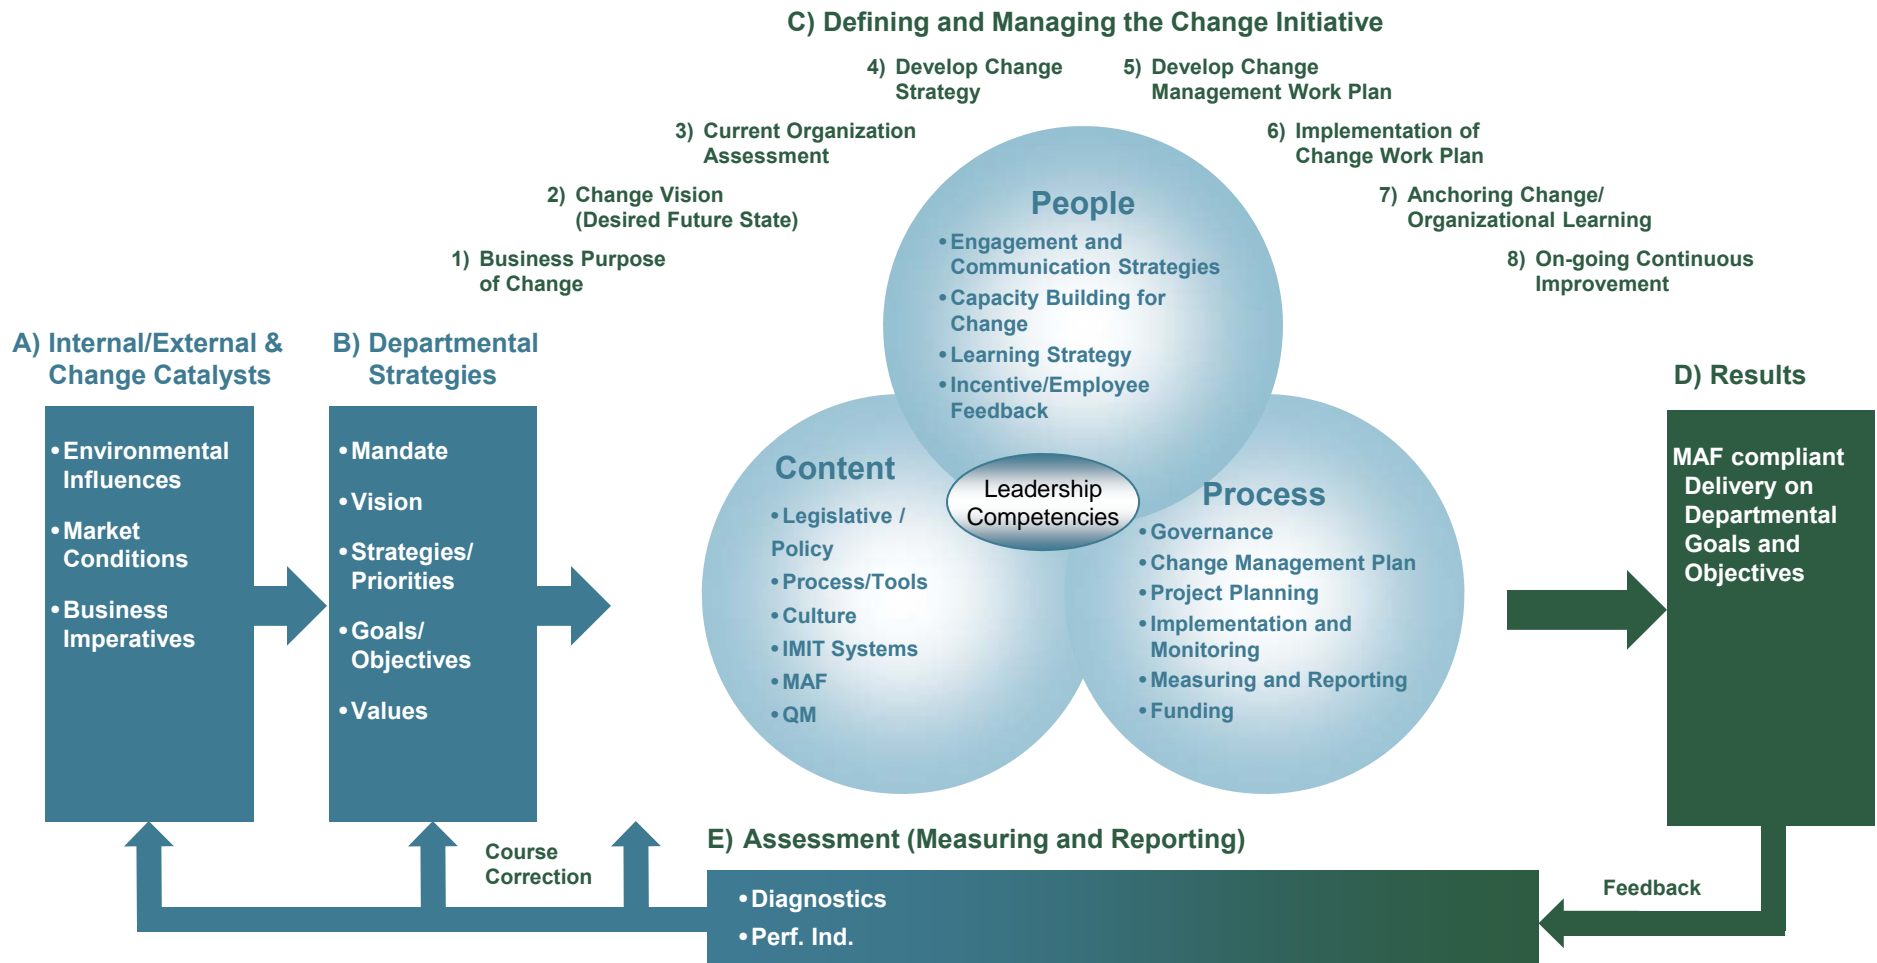 C) Defining and Managing the Change Initiative
4) Develop Change
Strategy
5) Develop Change
Management Work Plan
3) Current Organization
Assessment
6) Implementation of
Change Work Plan
2) Change Vision
(Desired Future State)
7) Anchoring Change/
Organizational Learning
1) Business Purpose
of Change
8) On-going Continuous
Improvement
A) Internal/External &
Change Catalysts
• Environmental
Influences
• Market
Conditions
• Business
Imperatives
B) Departmental
Strategies
• Mandate
• Vision
• Strategies/
Priorities
• Goals/
Objectives
• Values
People
• Engagement and
Communication Strategies
• Capacity Building for
Change
• Learning Strategy
• Incentive/Employee
Feedback
Content
• Legislative /
Policy
• Process/Tools
• Culture
• IMIT Systems
• MAF
• QM
Leadership
Competencies
Process
• Governance
• Change Management Plan
• Project Planning
• Implementation and
Monitoring
• Measuring and Reporting
• Funding
D) Results
MAF compliant
Delivery on
Departmental
Goals and
Objectives
E) Assessment (Measuring and Reporting)
• Diagnostics
• Perf. Ind.
Course
Correction
Feedback